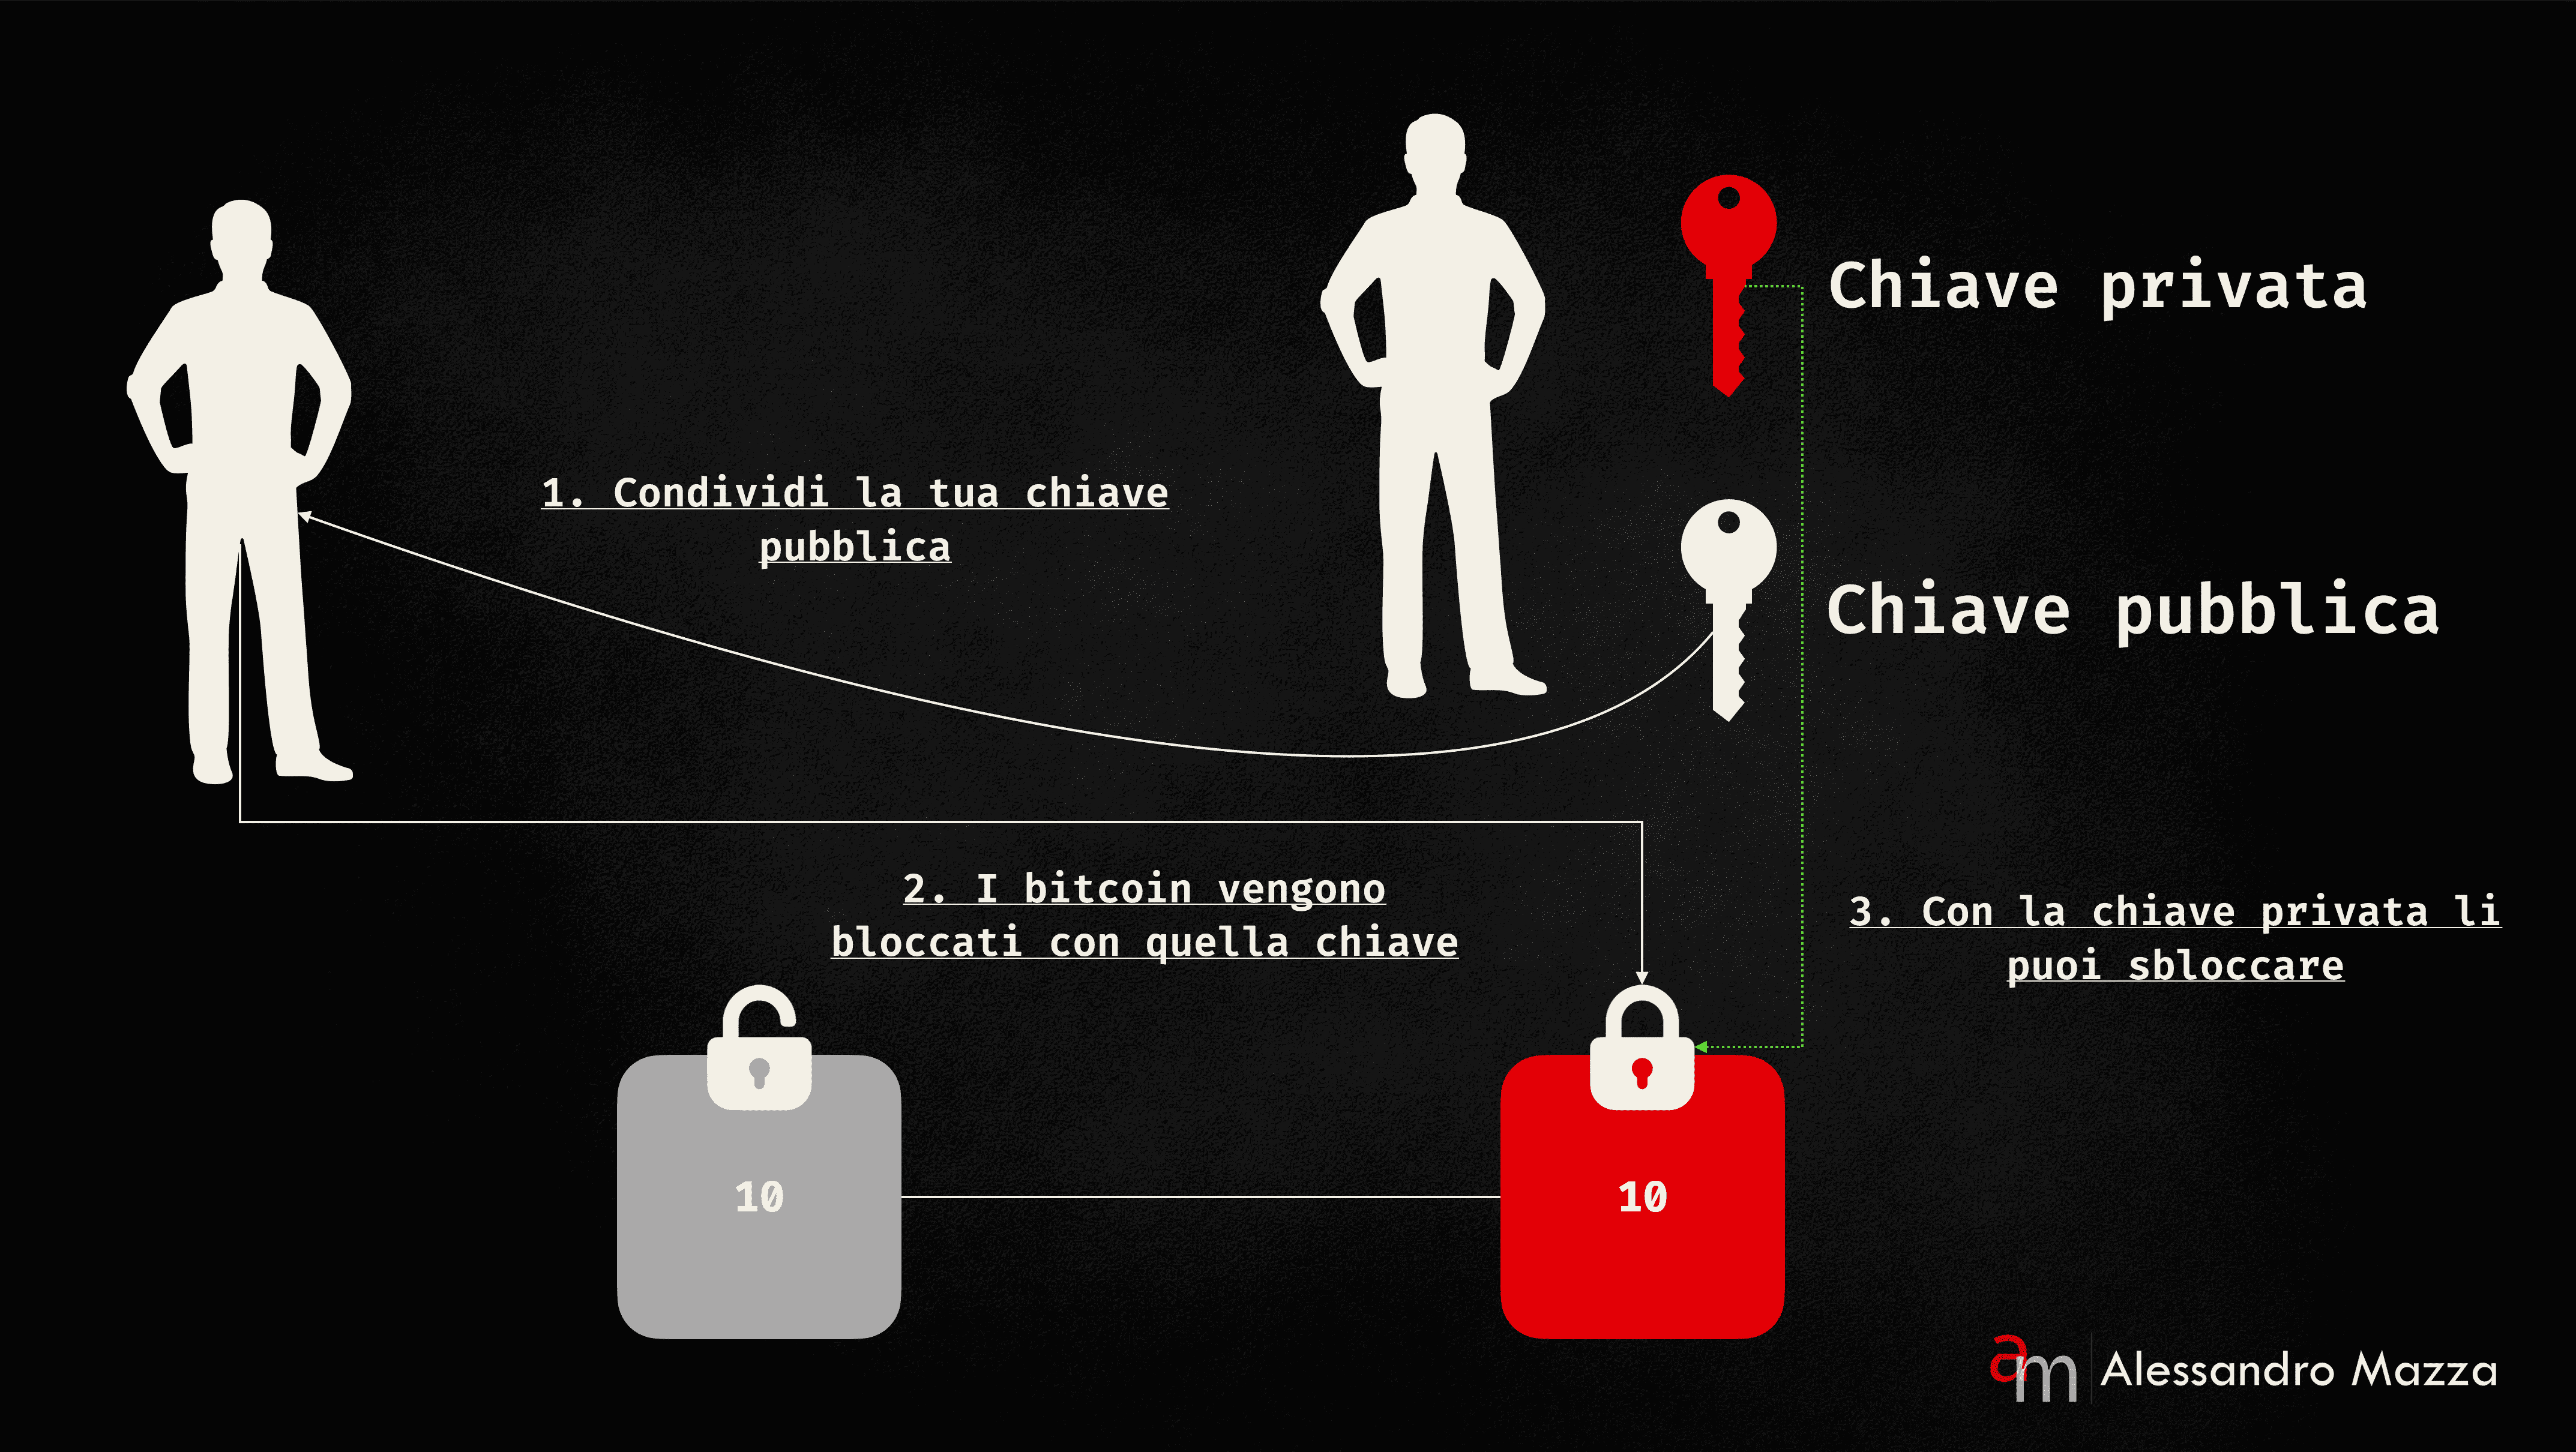 Chiave privata
1. Condividi la tua chiave
pubblica
Chiave pubblica
2. I bitcoin vengono
bloccati con quella chiave
3. Con la chiave privata li
puoi sbloccare
10
10
am
Alessandro Mazza